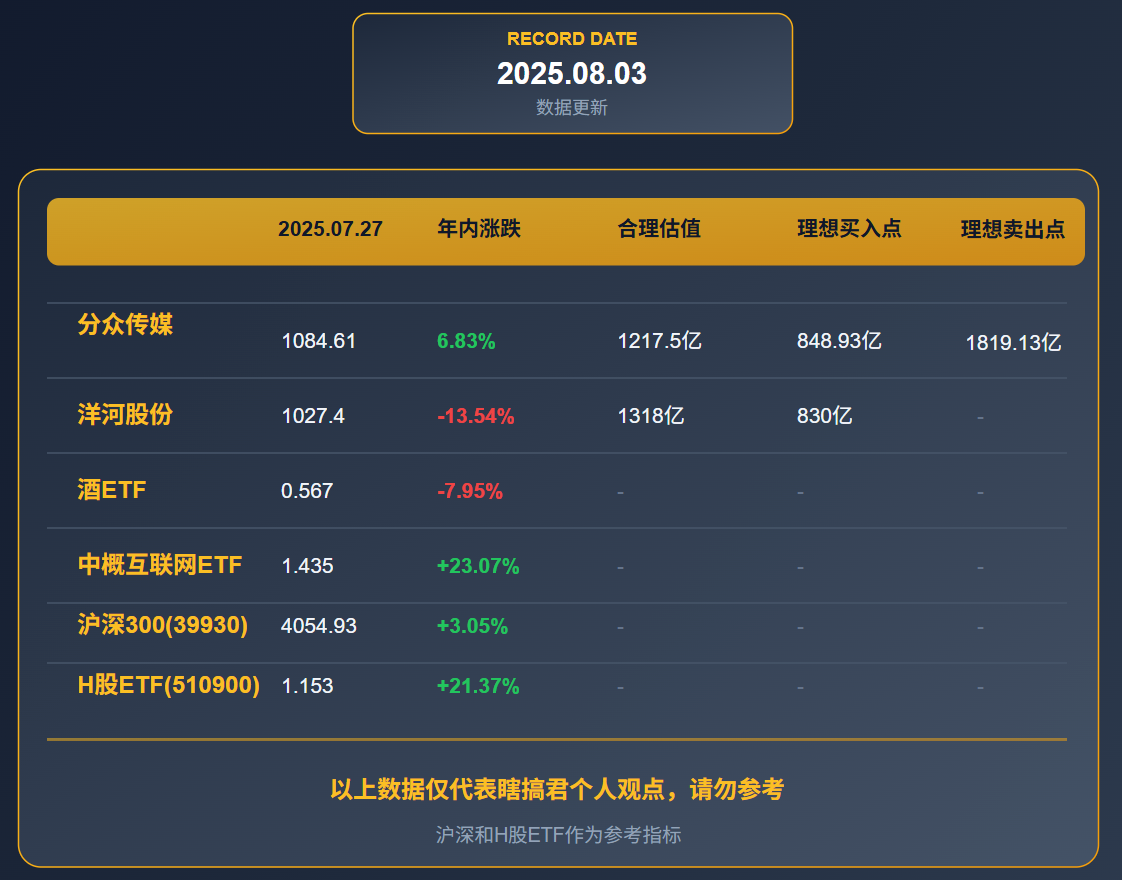 RECORD DATE
2025.08.03
数据更新
2025.07.27 年内涨跌 合理估值 理想买入点 理想卖出点
分众传媒 1084.61 6.83% 1217.5亿 848.93亿 1819.13亿
洋河股份 1027.4 -13.54% 1318亿 830亿 -
酒ETF 0.567 -7.95% - - -
中概互联网ETF 1.435 +23.07% - - -
沪深300(39930) 4054.93 +3.05% - - -
H股ETF(510900) 1.153 +21.37% - - -
以上数据仅代表瞎搞君个人观点，请勿参考
沪深和H股ETF作为参考指标